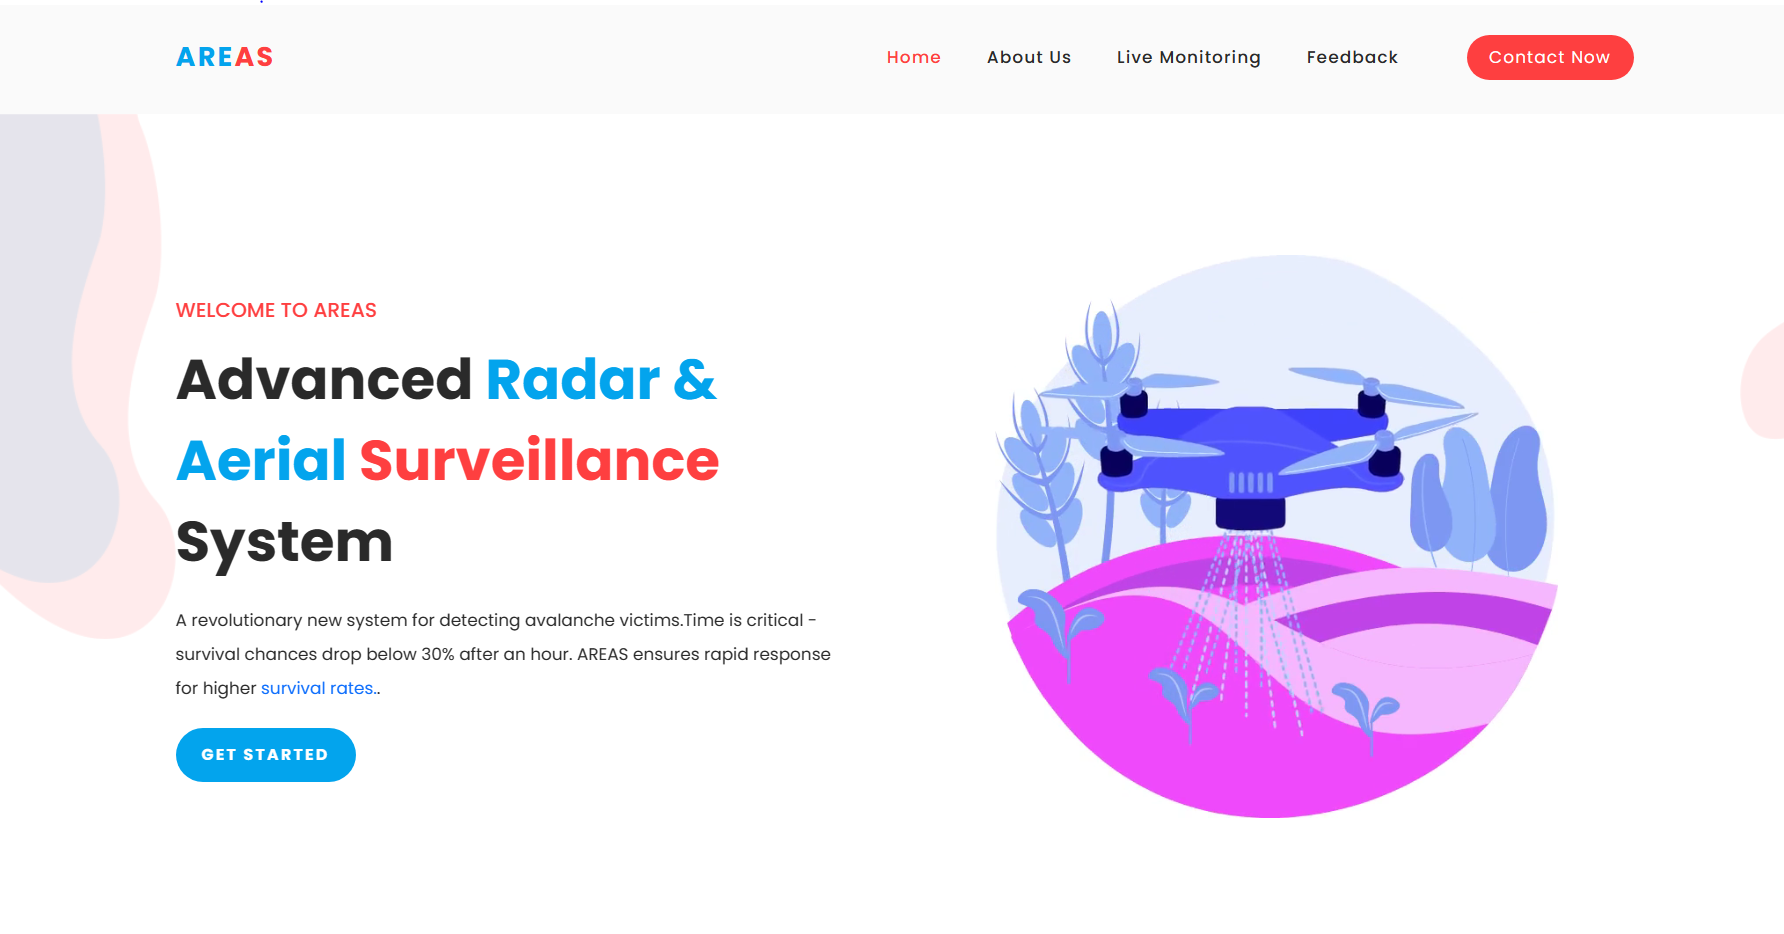 AREAS
Home About Us Live Monitoring Feedback Contact Now
WELCOME TO AREAS
Advanced Radar &
Aerial Surveillance
System
A revolutionary new system for detecting avalanche victims.Time is critical -
survival chances drop below 30% after an hour. AREAS ensures rapid response
for higher survival rates..
GET STARTED